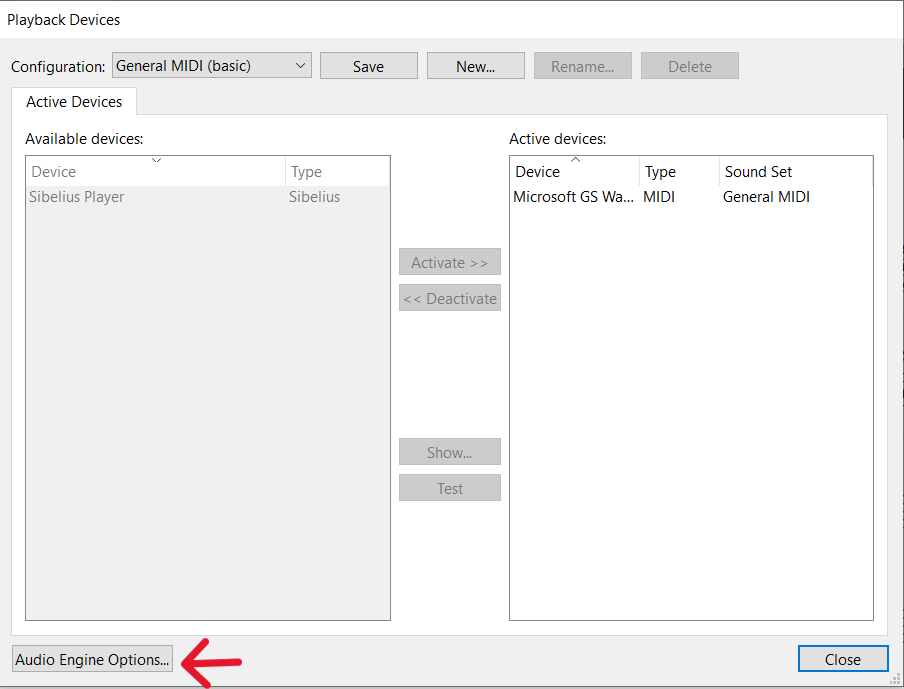 Playback Devices
Configuration: General MIDI (basic) Save New... Rename... Delete
Active Devices
Available devices: Active devices:
Device Type Device Type Sound Set
Sibelius Player Sibelius Microsoft GS Wa... MIDI General MIDI
Activate >>
<< Deactivate
Show...
Test
Audio Engine Options... Close